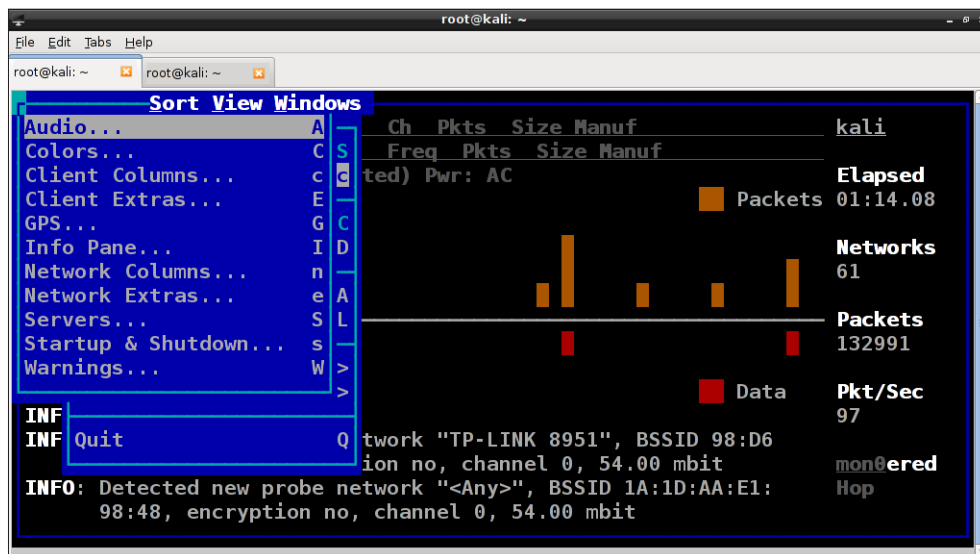 root@kali: ~
File Edit Tabs Help
root@kali: ~ root@kali: ~
Sort View Windows
Audio... A Ch Pkts Size Manuf kali
Colors... C S Freq Pkts Size Manuf
Client Columns... c c ted) Pwr: AC Elapsed
Client Extras... E Packets 01:14.08
GPS... G C
Info Pane... I D Networks
Network Columns... n 61
Network Extras... e A
Servers... S L Packets
Startup & Shutdown... s 132991
Warnings... W >
> Data Pkt/Sec
INF 97
INF Quit Q twork "TP-LINK 8951", BSSID 98:D6
ion no, channel 0, 54.00 mbit mon0ered
INFO: Detected new probe network "<Any>", BSSID 1A:1D:AA:E1: Hop
98:48, encryption no, channel 0, 54.00 mbit